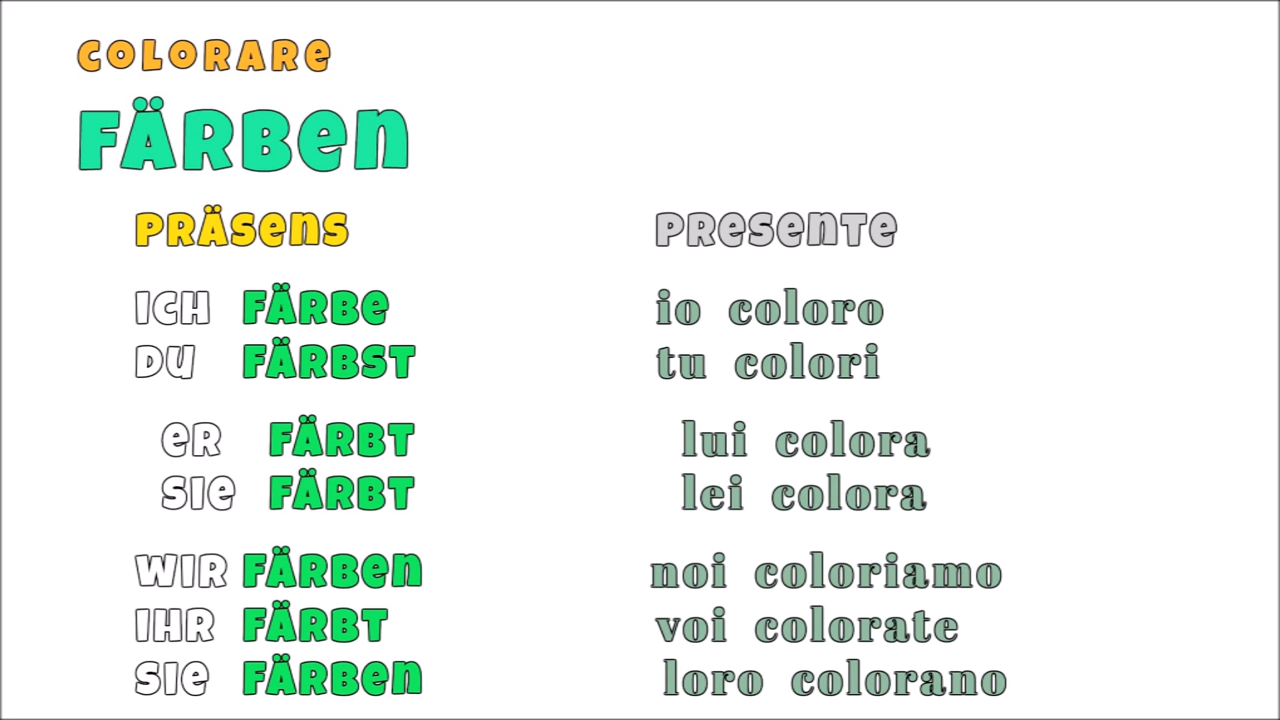 COLORARE
FÄRBEN
PRÄSENS
PRESENTE
ICH FÄRBE
io coloro
DU FÄRBST
tu colori
ER FÄRBT
lui colora
SIE FÄRBT
lei colora
WIR FÄRBEN
noi coloriamo
IHR FÄRBT
voi colorate
SIE FÄRBEN
loro colorano